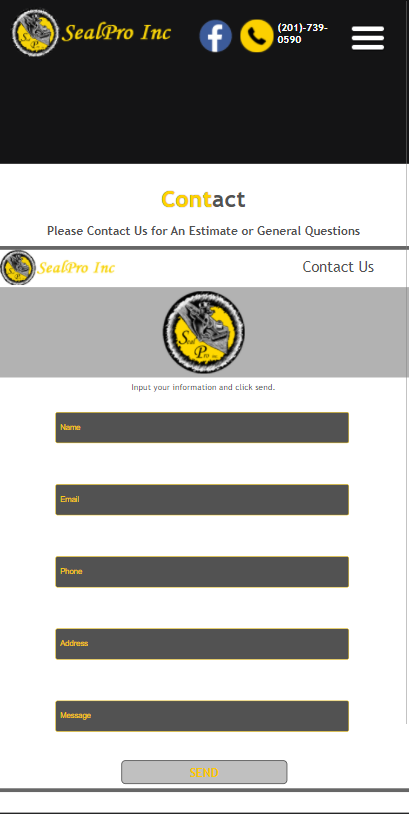 SealPro Inc
(201)-739-
0590
Contact
Please Contact Us for An Estimate or General Questions
SealPro Inc
Contact Us
Seal
Pro
Input your information and click send.
Name
Email
Phone
Address
Message
SEND